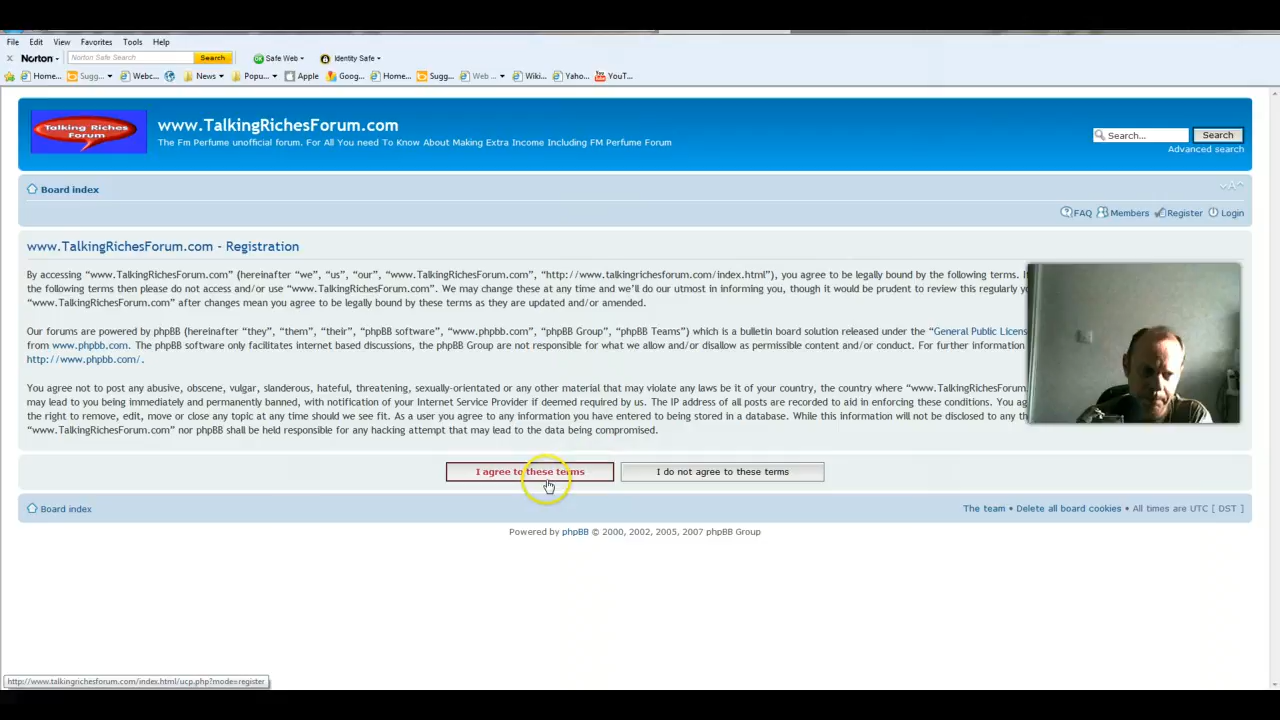 File Edit View Favorites Tools Help
x Norton Norton Safe Search Search Safe Web Identity Safe
Home... Sugg... Webc... News Popu... Apple Goog... Home... Sugg... Web ... Wiki... Yaho... YouT...
Talking Riches
Forum
www.TalkingRichesForum.com
The Fm Perfume unofficial forum. For All You need To Know About Making Extra Income Including FM Perfume Forum
Search... Search
Advanced search
Board index
FAQ Members Register Login
www.TalkingRichesForum.com - Registration
By accessing “www.TalkingRichesForum.com” (hereinafter “we”, “us”, “our”, “www.TalkingRichesForum.com”, “http://www.talkingrichesforum.com/index.html”), you agree to be legally bound by the following terms.
the following terms then please do not access and/or use “www.TalkingRichesForum.com”. We may change these at any time and we’ll do our utmost in informing you, though it would be prudent to review this regularly
“www.TalkingRichesForum.com” after changes mean you agree to be legally bound by these terms as they are updated and/or amended.
Our forums are powered by phpBB (hereinafter “they”, “them”, “their”, “phpBB software”, “www.phpbb.com”, “phpBB Group”, “phpBB Teams”) which is a bulletin board solution released under the “General Public Licens
from www.phpbb.com. The phpBB software only facilitates internet based discussions, the phpBB Group are not responsible for what we allow and/or disallow as permissible content and/or conduct. For further information
http://www.phpbb.com/.
You agree not to post any abusive, obscene, vulgar, slanderous, hateful, threatening, sexually-orientated or any other material that may violate any laws be it of your country, the country where “www.TalkingRichesForum.
may lead to you being immediately and permanently banned, with notification of your Internet Service Provider if deemed required by us. The IP address of all posts are recorded to aid in enforcing these conditions. You ag
the right to remove, edit, move or close any topic at any time should we see fit. As a user you agree to any information you have entered to being stored in a database. While this information will not be disclosed to any th
“www.TalkingRichesForum.com” nor phpBB shall be held responsible for any hacking attempt that may lead to the data being compromised.
I agree to these terms I do not agree to these terms
Board index The team • Delete all board cookies • All times are UTC [ DST ]
Powered by phpBB © 2000, 2002, 2005, 2007 phpBB Group
http://www.talkingrichesforum.com/index.html/ucp.php?mode=register